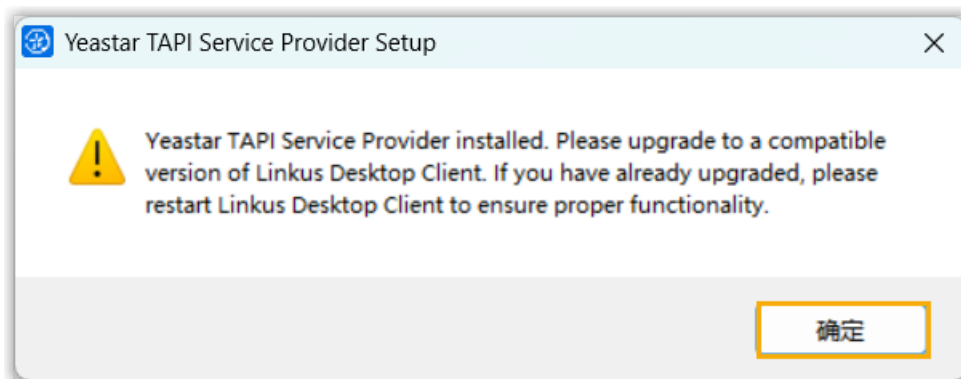 Yeastar TAPI Service Provider Setup
Yeastar TAPI Service Provider installed. Please upgrade to a compatible
version of Linkus Desktop Client. If you have already upgraded, please
restart Linkus Desktop Client to ensure proper functionality.
确定